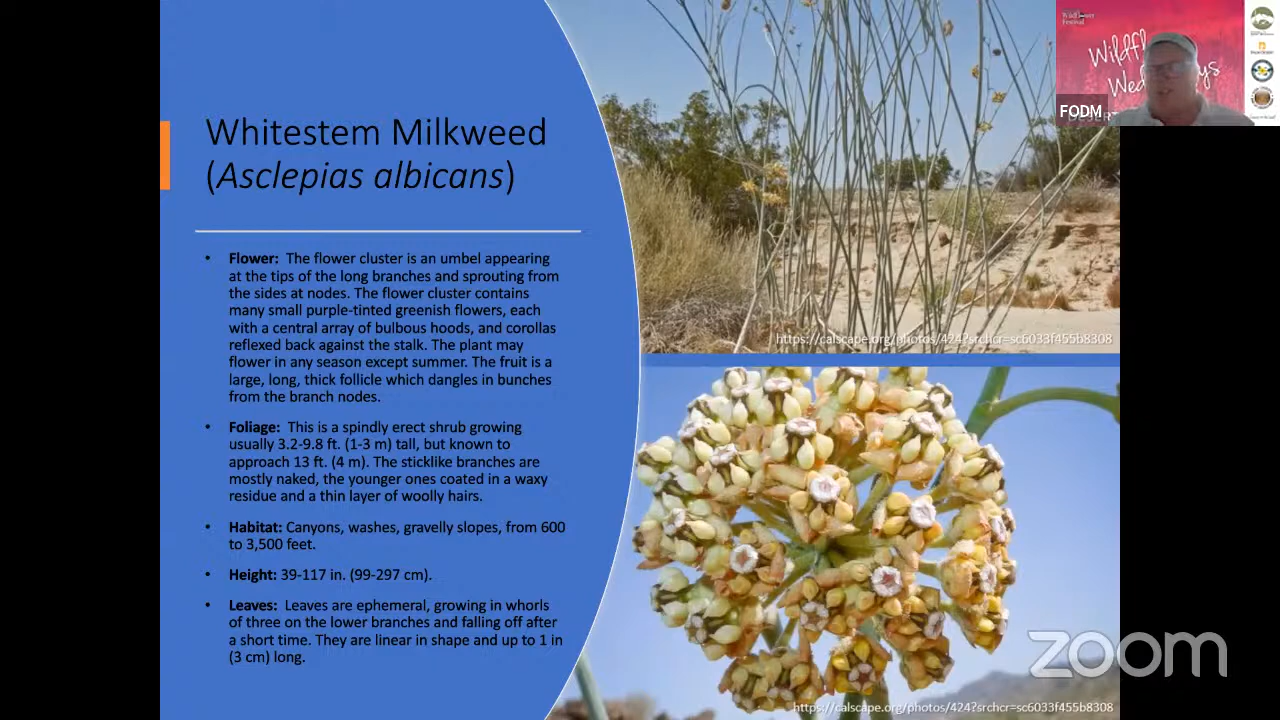 Whitestem Milkweed
(Asclepias albicans)
• Flower: The flower cluster is an umbel appearing
at the tips of the long branches and sprouting from
the sides at nodes. The flower cluster contains
many small purple-tinted greenish flowers, each
with a central array of bulbous hoods, and corollas
reflexed back against the stalk. The plant may
flower in any season except summer. The fruit is a
large, long, thick follicle which dangles in bunches
from the branch nodes.
• Foliage: This is a spindly erect shrub growing
usually 3.2-9.8 ft. (1-3 m) tall, but known to
approach 13 ft. (4 m). The sticklike branches are
mostly naked, the younger ones coated in a waxy
residue and a thin layer of woolly hairs.
• Habitat: Canyons, washes, gravelly slopes, from 600
to 3,500 feet.
• Height: 39-117 in. (99-297 cm).
• Leaves: Leaves are ephemeral, growing in whorls
of three on the lower branches and falling off after
a short time. They are linear in shape and up to 1 in
(3 cm) long.
https://calscape.org/photos/424?srchcr=sc6033f455b8308
https://calscape.org/photos/424?srchcr=sc6033f455b8308
Wildflower
Festival
FODM
zoom